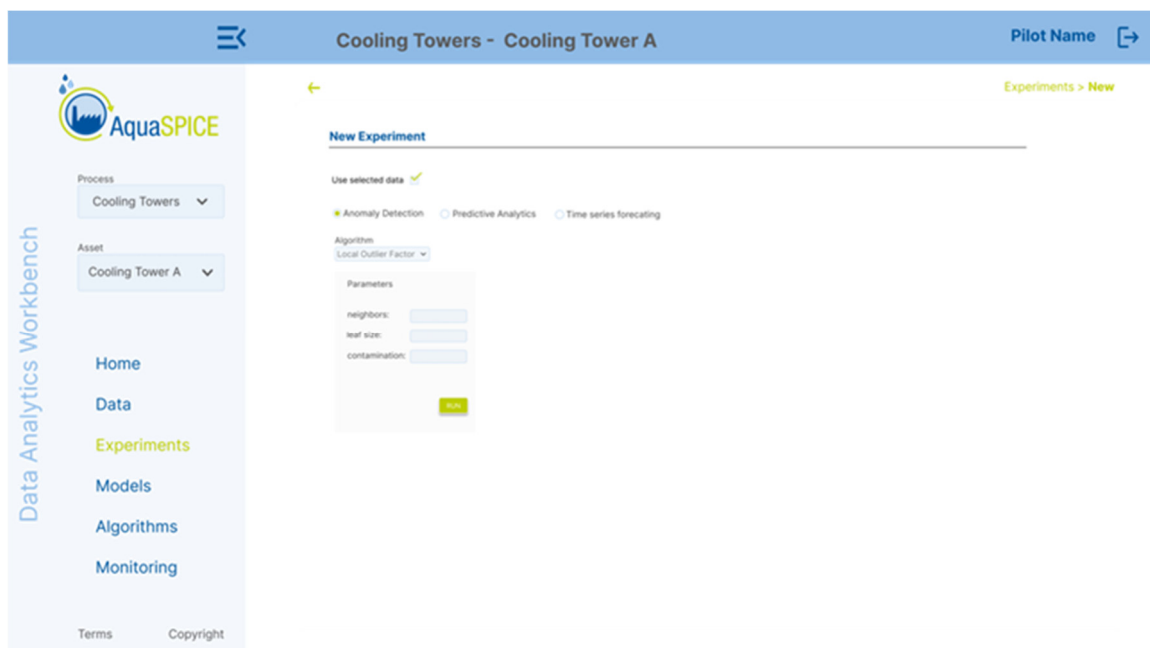 Cooling Towers - Cooling Tower A
Pilot Name
Experiments > New
AquaSPICE
Data Analytics Workbench
Process
Cooling Towers
Asset
Cooling Tower A
Home
Data
Experiments
Models
Algorithms
Monitoring
Terms
Copyright
New Experiment
Use selected data
Anomaly Detection
Predictive Analytics
Time series forecating
Algorithm
Local Outlier Factor
Parameters
neighbors:
leaf size:
contamination:
RUN